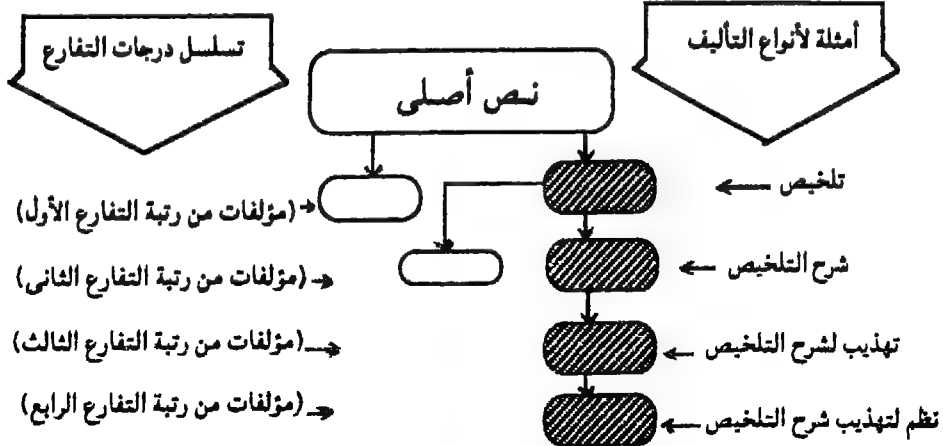 أمثلة لأنواع التأليف
تسلسل درجات التفارع
نص أصلى
تلخيص
(مؤلفات من رتبة التفارع الأول)
شرح التلخيص
(مؤلفات من رتبة التفارع الثانى)
تهذيب لشرح التلخيص
(مؤلفات من رتبة التفارع الثالث)
نظم لتهذيب شرح التلخيص
(مؤلفات من رتبة التفارع الرابع)